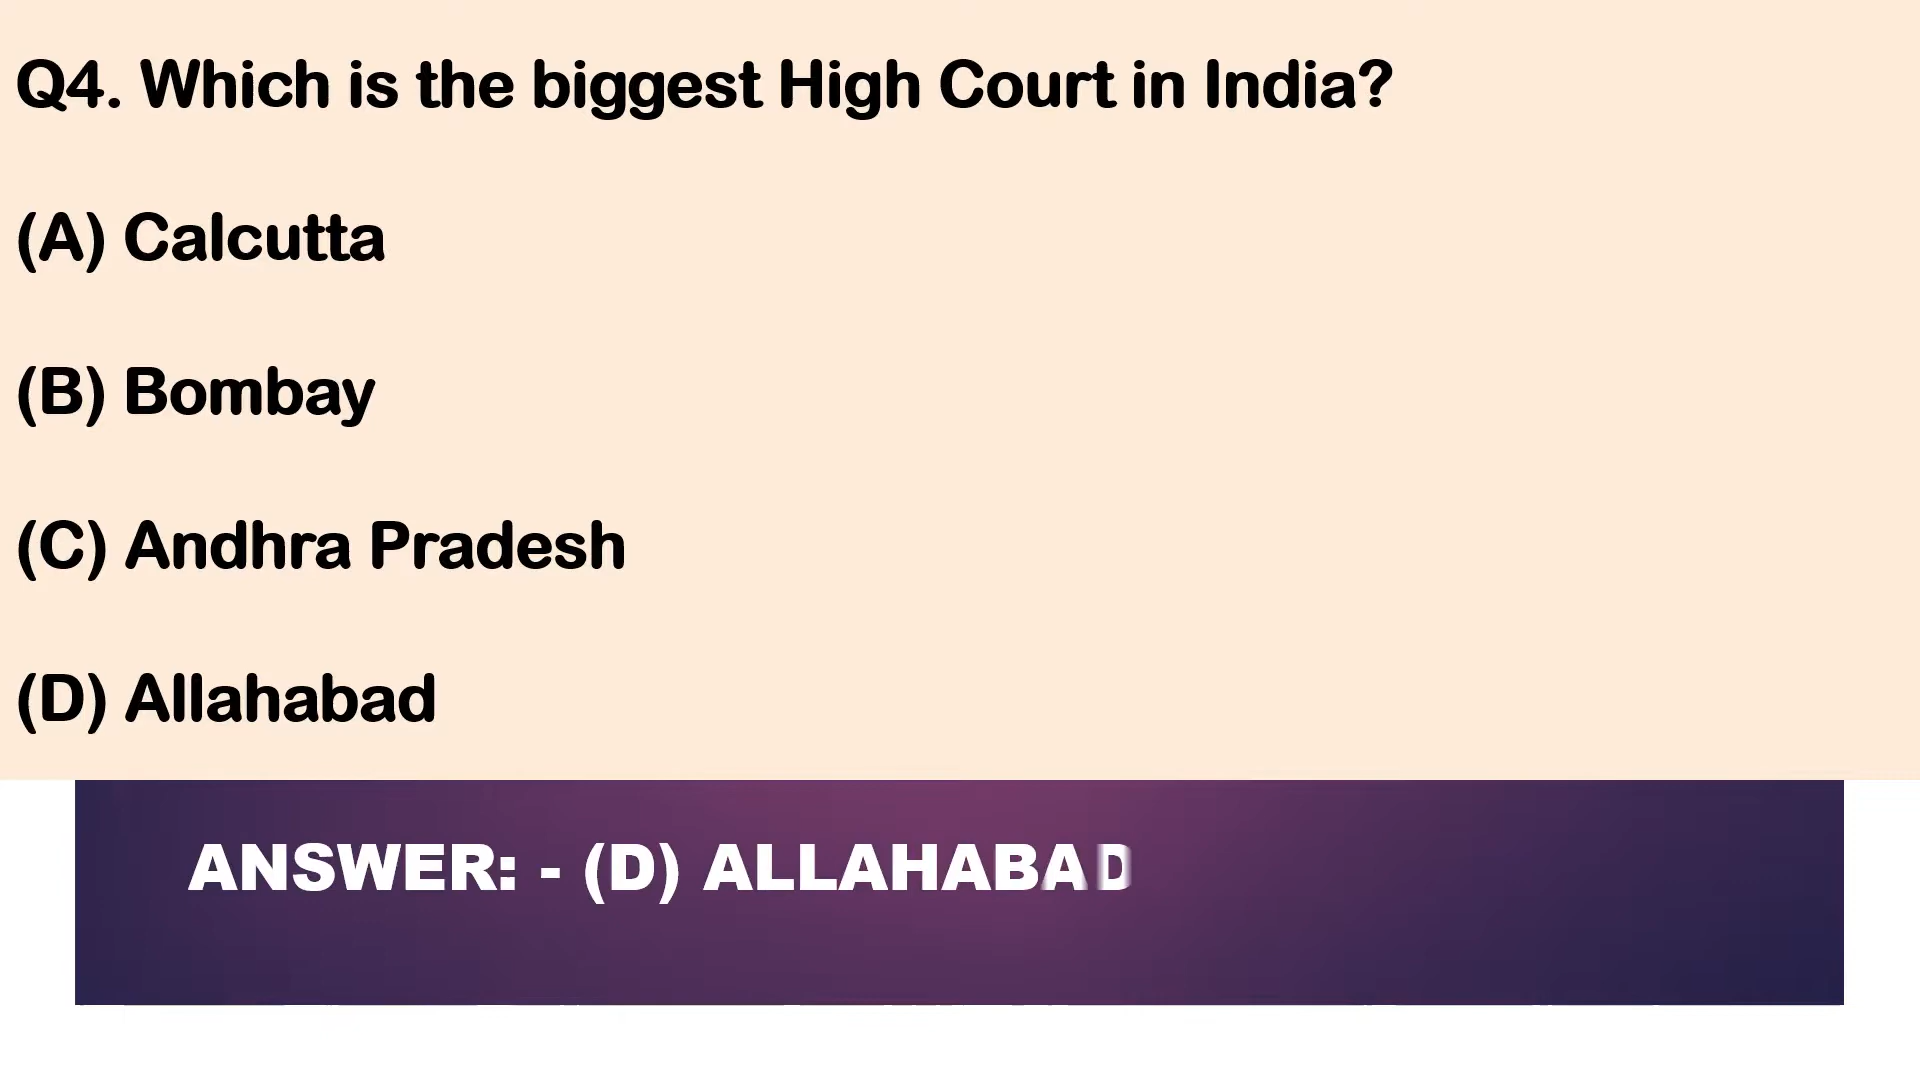 Q4. Which is the biggest High Court in India?
(A) Calcutta
(B) Bombay
(C) Andhra Pradesh
(D) Allahabad
ANSWER: - (D) ALLAHABAD